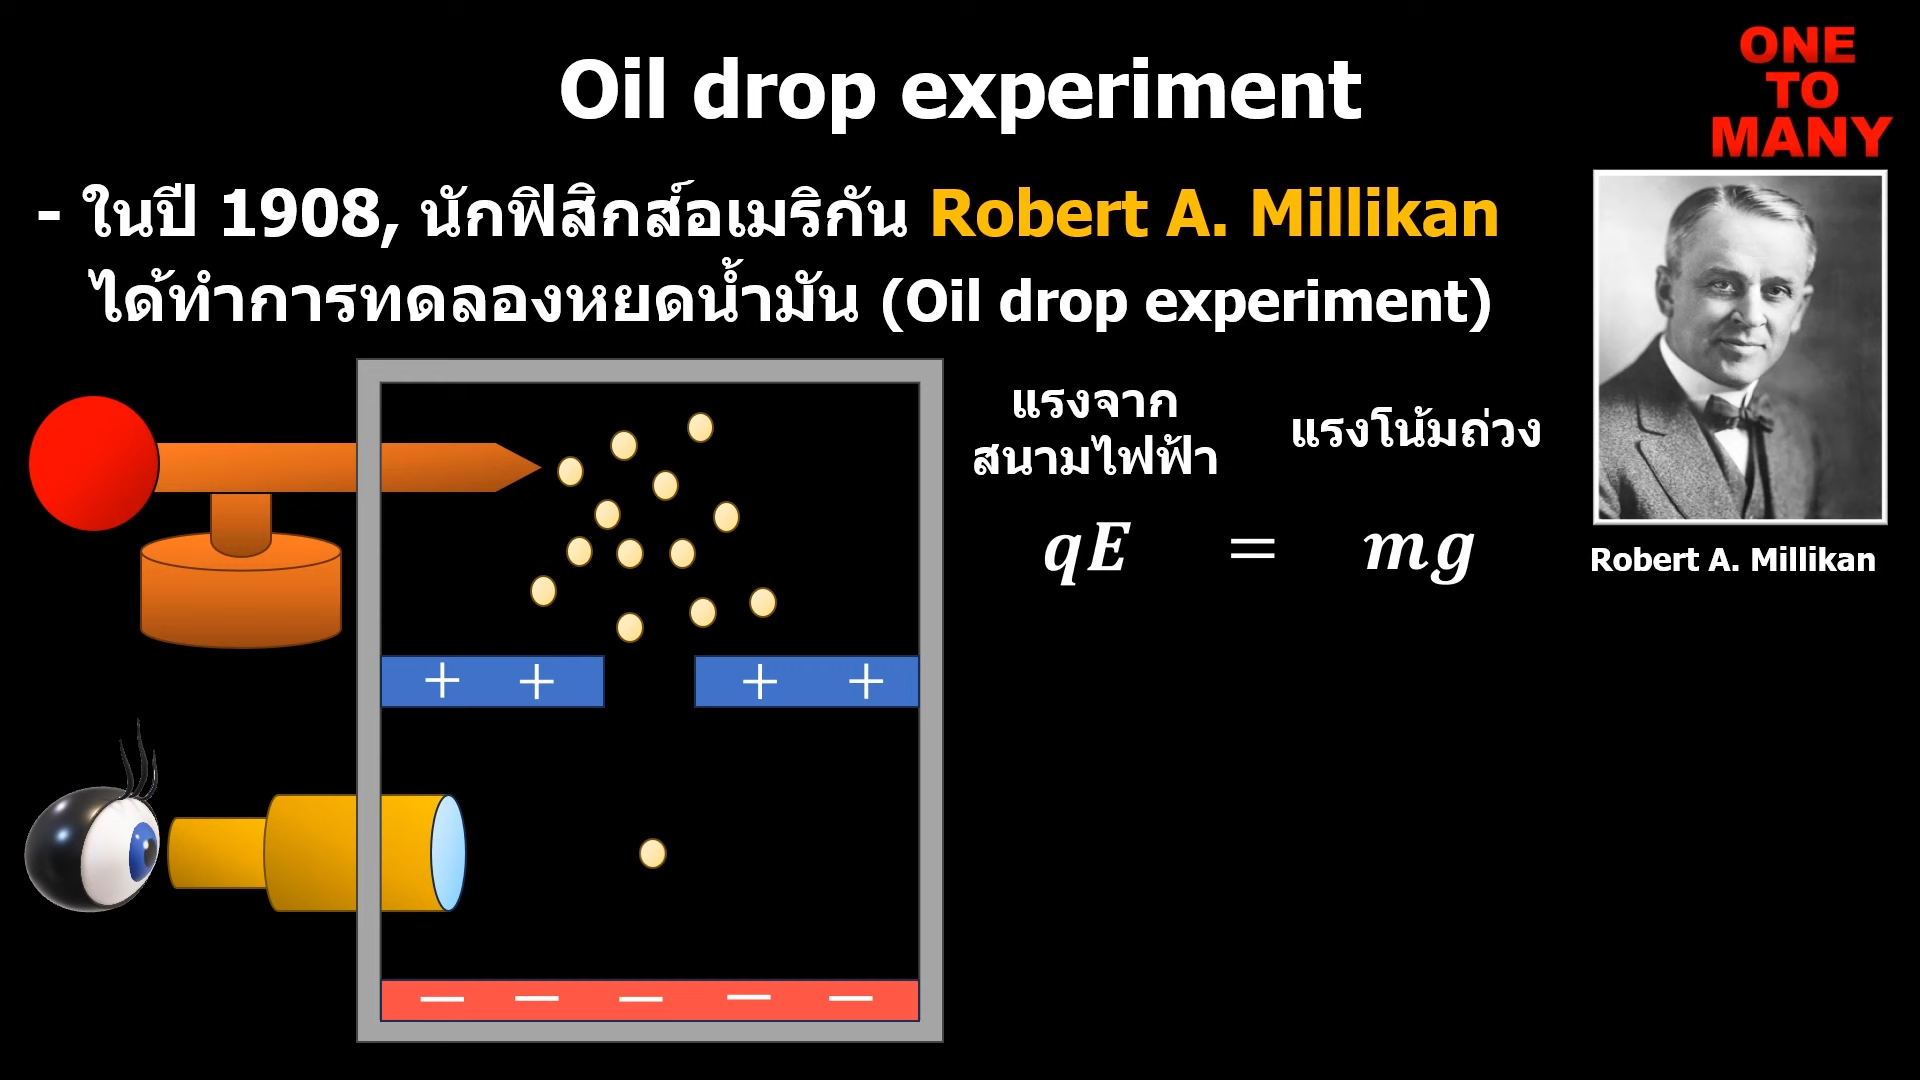 Oil drop experiment
ONE
TO
MANY
- ในปี 1908, นักฟิสิกส์อเมริกัน Robert A. Millikan
ได้ทำการทดลองหยดน้ำมัน (Oil drop experiment)
แรงจาก
สนามไฟฟ้า
แรงโน้มถ่วง
qE = mg
Robert A. Millikan
+ + + +
− − − − −